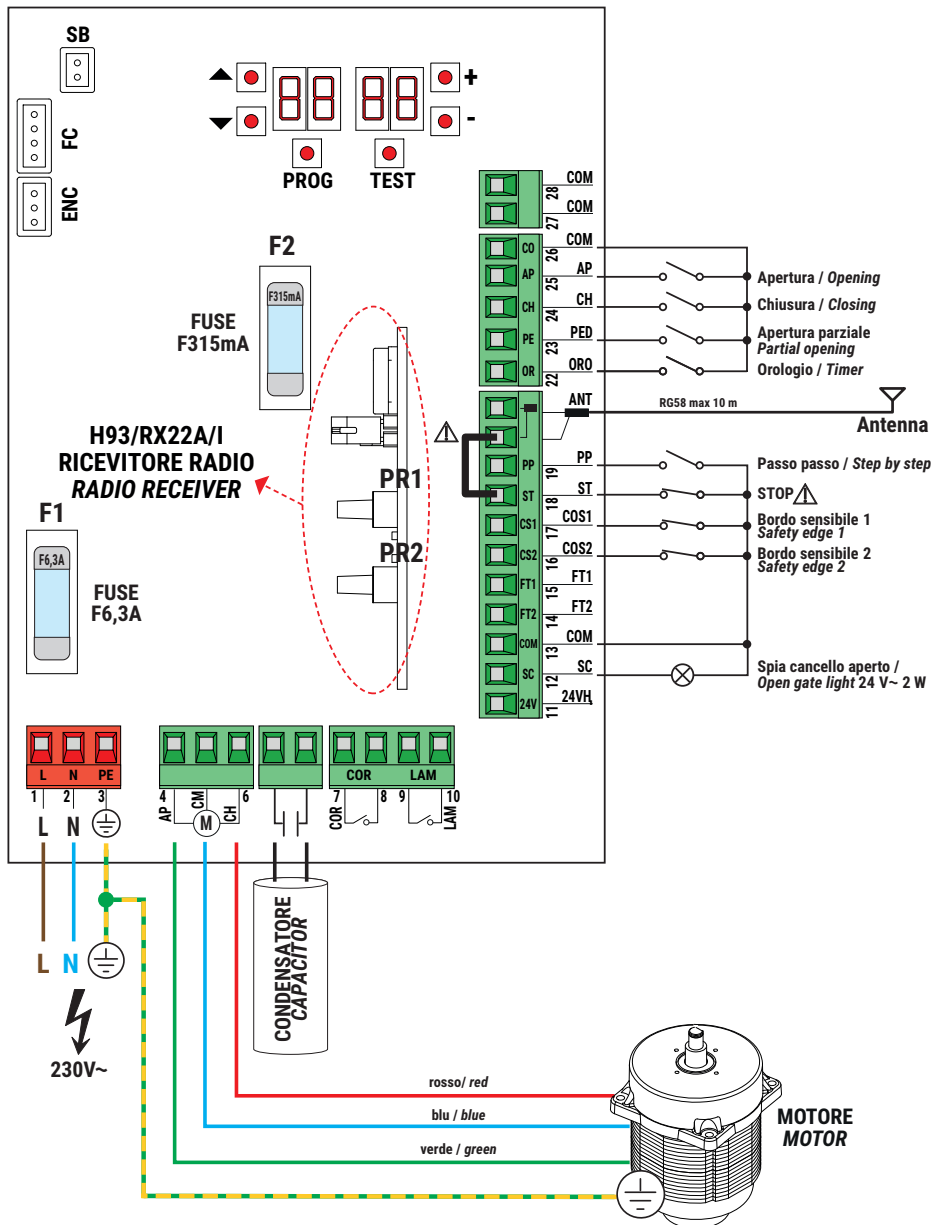 SB
FC
ENC
+
-
PROG
TEST
F2
F315mA
FUSE
F315mA
H93/RX22A/I
RICEVITORE RADIO
RADIO RECEIVER
PR1
PR2
F1
F6,3A
FUSE
F6,3A
28 COM
27 COM
CO 26 COM
AP 25 AP
Apertura / Opening
CH 24 CH
Chiusura / Closing
PE 23 PED
Apertura parziale
Partial opening
OR 22 ORO
Orologio / Timer
ANT
RG58 max 10 m
Antenna
PP 19 PP
Passo passo / Step by step
ST 18 ST
STOP
CS1 17 COS1
Bordo sensibile 1
Safety edge 1
CS2 16 COS2
Bordo sensibile 2
Safety edge 2
FT1 15 FT1
FT2 14 FT2
COM 13 COM
SC 12 SC
Spia cancello aperto /
Open gate light 24 V~ 2 W
24V 11 24VH
L N PE
1 2 3
L N
L N
230V~
4 6
AP CM CH
M
COR LAM
7 8 9 10
COR LAM
CONDENSATORE
CAPACITOR
rosso/ red
blu / blue
verde / green
MOTORE
MOTOR